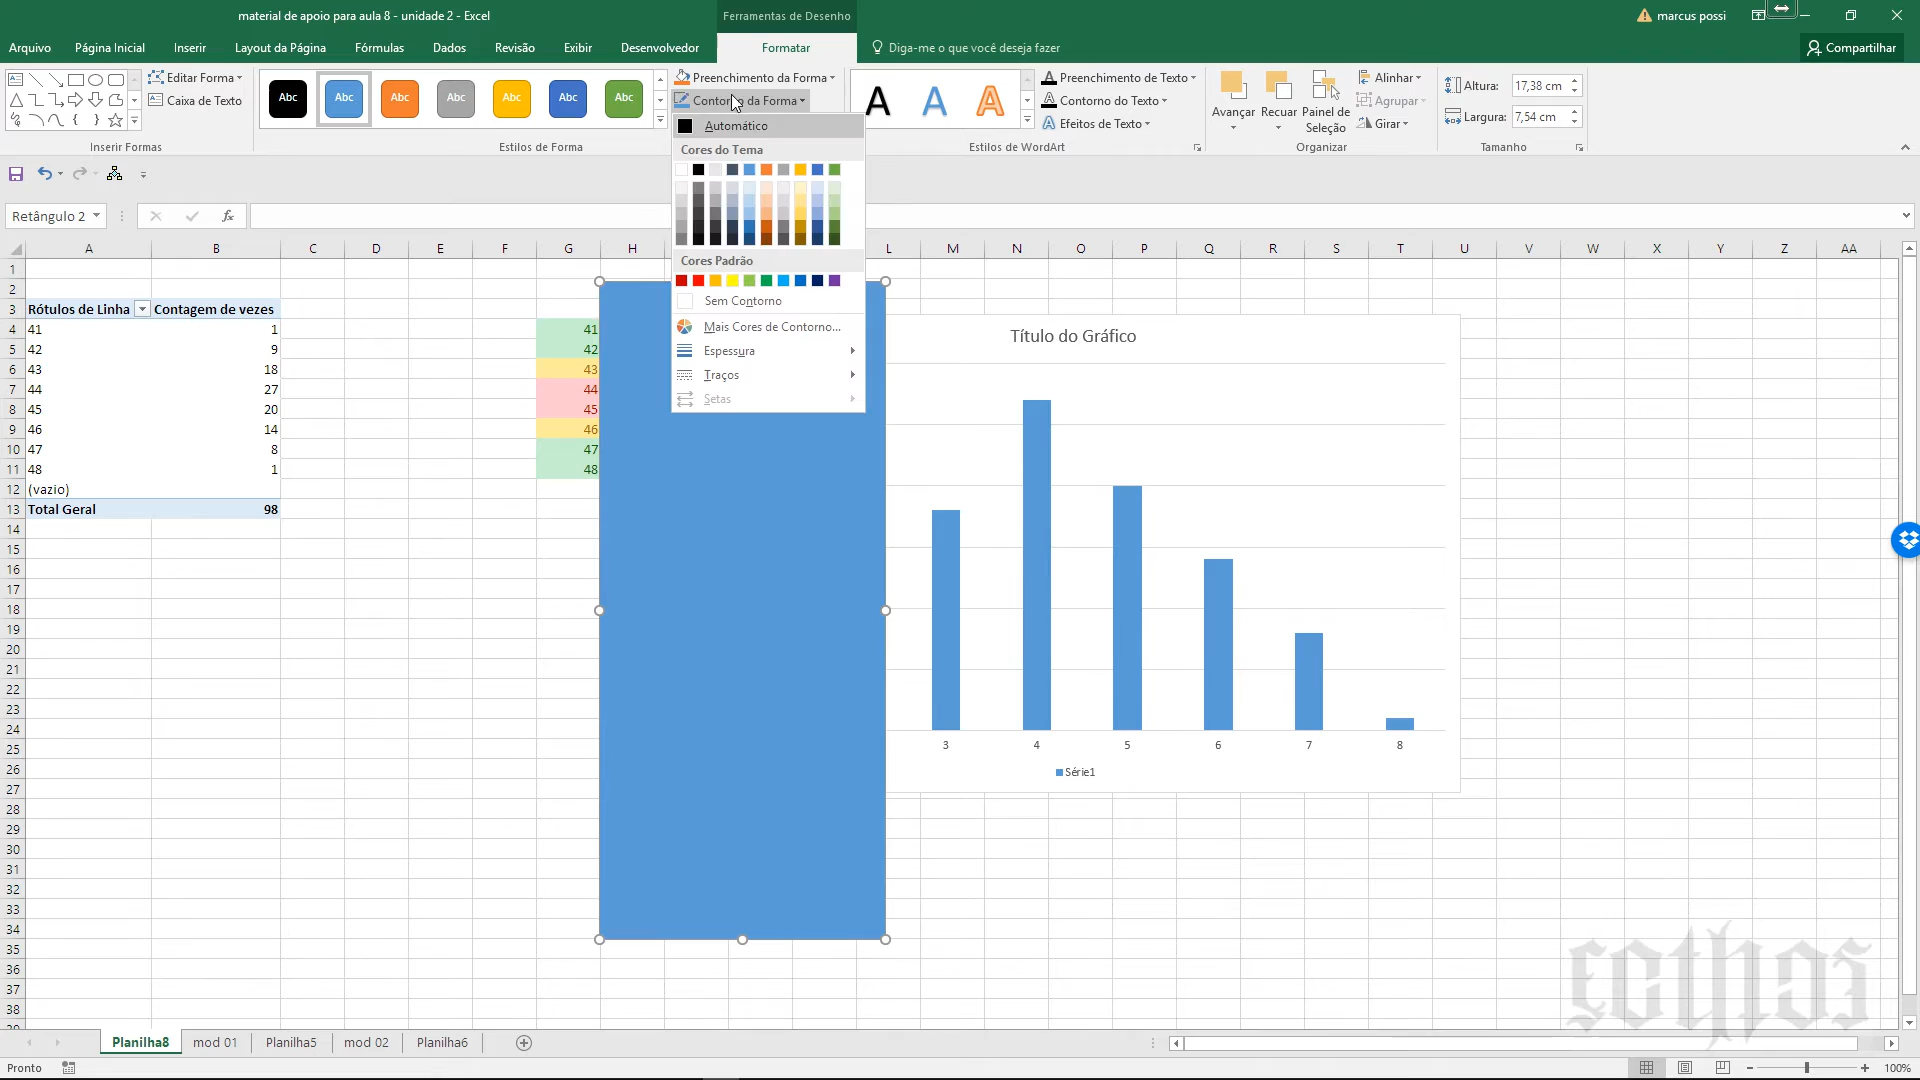 material de apoio para aula 8 - unidade 2 - Excel
Ferramentas de Desenho
marcus possi
Arquivo
Página Inicial
Inserir
Layout da Página
Fórmulas
Dados
Revisão
Exibir
Desenvolvedor
Formatar
Diga-me o que você deseja fazer
Compartilhar
Editar Forma
Caixa de Texto
Inserir Formas
Abc
Abc
Abc
Abc
Abc
Abc
Abc
Estilos de Forma
Preenchimento da Forma
Contorno da Forma
A
A
A
Preenchimento de Texto
Contorno do Texto
Efeitos de Texto
Estilos de WordArt
Avançar
Recuar
Painel de
Seleção
Alinhar
Agrupar
Girar
Organizar
Altura:
17,38 cm
Largura:
7,54 cm
Tamanho
Automático
Cores do Tema
Cores Padrão
Sem Contorno
Mais Cores de Contorno...
Espessura
Traços
Setas
Retângulo 2
fx
A B C D E F G H L M N O P Q R S T U V W X Y Z AA
1
2
3 Rótulos de Linha Contagem de vezes
4 41 1 41
5 42 9 42
6 43 18 43
7 44 27 44
8 45 20 45
9 46 14 46
10 47 8 47
11 48 1 48
12 (vazio)
13 Total Geral 98
14
15
16
17
18
19
20
21
22
23
24
25
26
27
28
29
30
31
32
33
34
35
36
37
38
Título do Gráfico
3 4 5 6 7 8
Série1
eothos
Planilha8
mod 01
Planilha5
mod 02
Planilha6
Pronto
100%